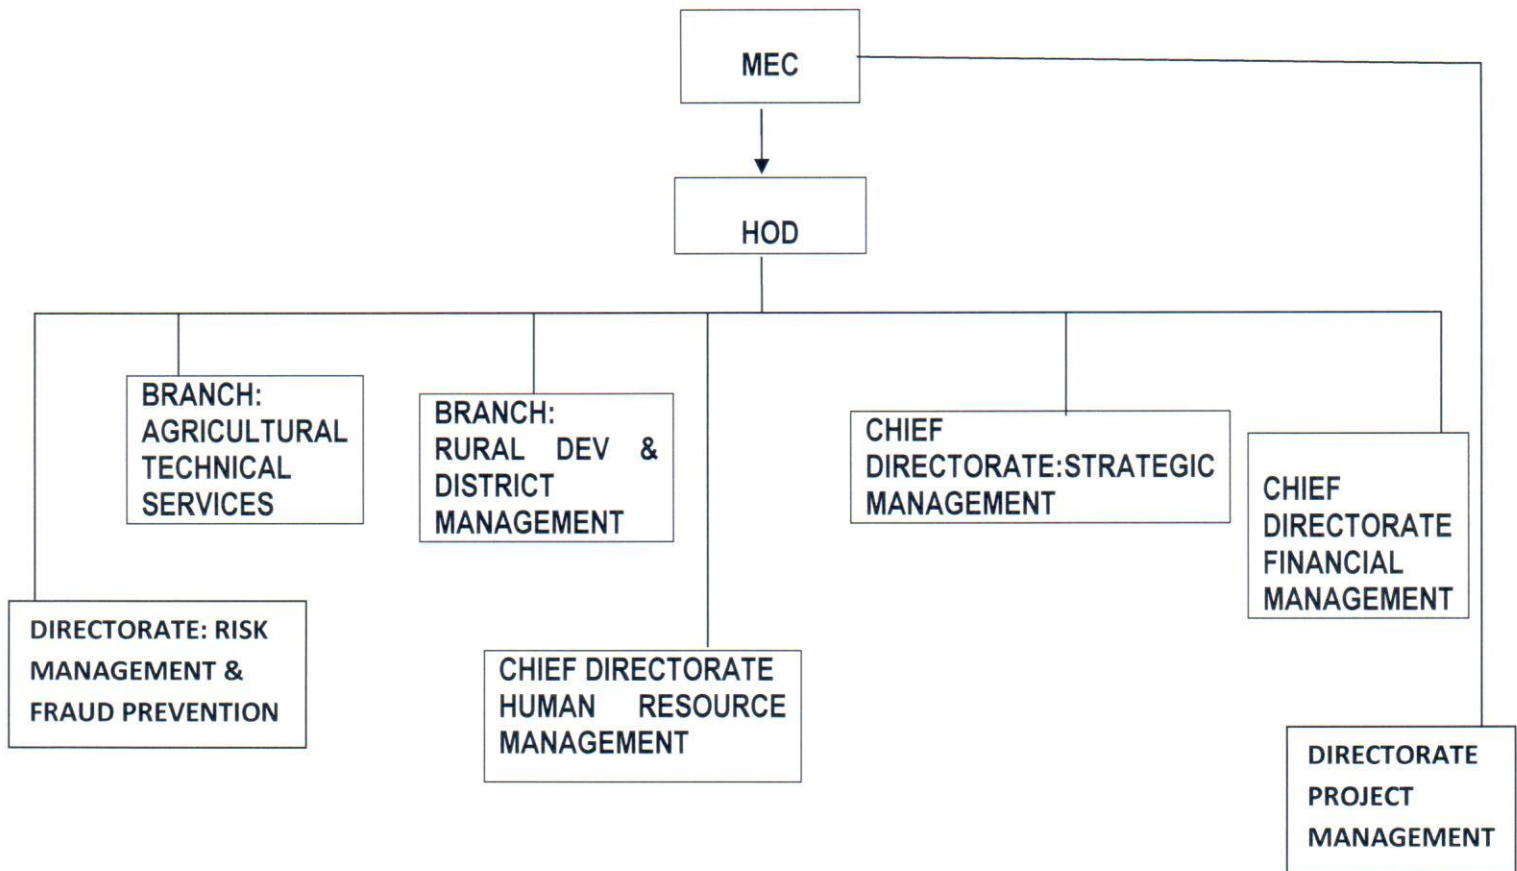 MEC
HOD
BRANCH:
AGRICULTURAL
TECHNICAL
SERVICES
BRANCH:
RURAL DEV &
DISTRICT
MANAGEMENT
CHIEF
DIRECTORATE:STRATEGIC
MANAGEMENT
CHIEF
DIRECTORATE
FINANCIAL
MANAGEMENT
DIRECTORATE: RISK
MANAGEMENT &
FRAUD PREVENTION
CHIEF DIRECTORATE
HUMAN RESOURCE
MANAGEMENT
DIRECTORATE
PROJECT
MANAGEMENT